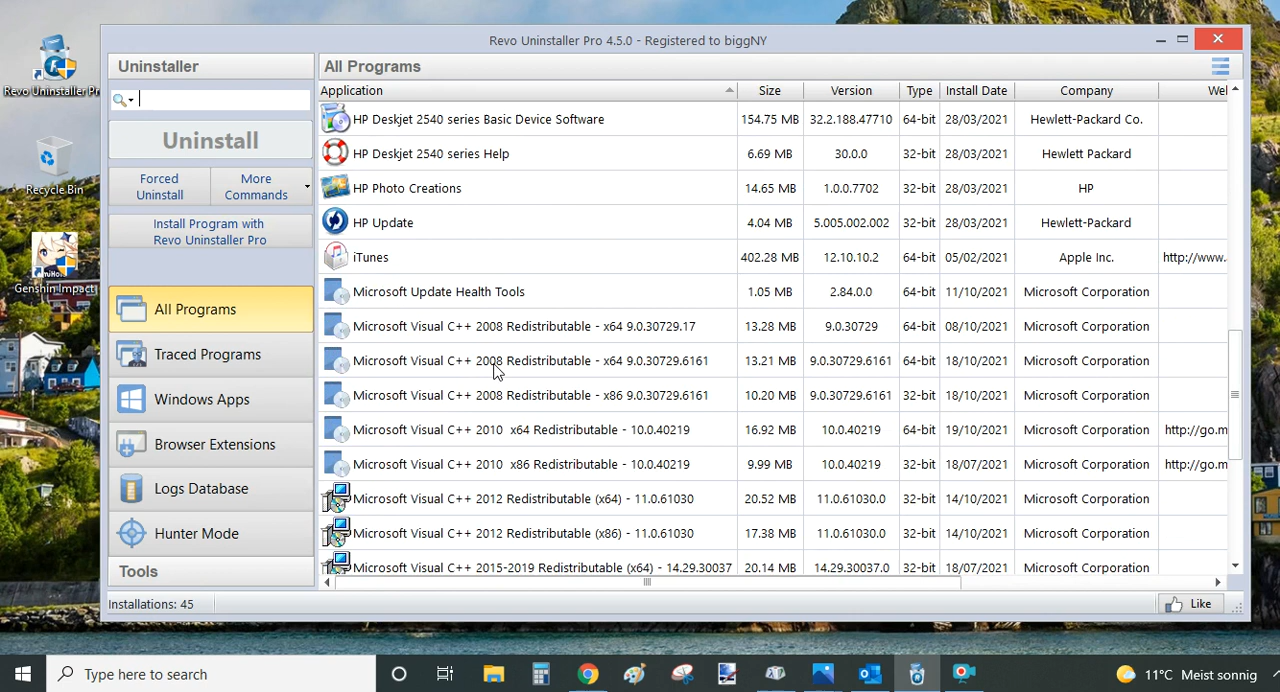 Revo Uninstaller Pro 4.5.0 - Registered to biggNY
Revo Uninstaller Pr
Recycle Bin
Genshin Impact
Uninstaller
Uninstall
Forced Uninstall
More Commands
Install Program with
Revo Uninstaller Pro
All Programs
Traced Programs
Windows Apps
Browser Extensions
Logs Database
Hunter Mode
Tools
Installations: 45
All Programs
Application Size Version Type Install Date Company Wel
HP Deskjet 2540 series Basic Device Software 154.75 MB 32.2.188.47710 64-bit 28/03/2021 Hewlett-Packard Co.
HP Deskjet 2540 series Help 6.69 MB 30.0.0 32-bit 28/03/2021 Hewlett Packard
HP Photo Creations 14.65 MB 1.0.0.7702 32-bit 28/03/2021 HP
HP Update 4.04 MB 5.005.002.002 32-bit 28/03/2021 Hewlett-Packard
iTunes 402.28 MB 12.10.10.2 64-bit 05/02/2021 Apple Inc. http://www.
Microsoft Update Health Tools 1.05 MB 2.84.0.0 64-bit 11/10/2021 Microsoft Corporation
Microsoft Visual C++ 2008 Redistributable - x64 9.0.30729.17 13.28 MB 9.0.30729 64-bit 08/10/2021 Microsoft Corporation
Microsoft Visual C++ 2008 Redistributable - x64 9.0.30729.6161 13.21 MB 9.0.30729.6161 64-bit 18/10/2021 Microsoft Corporation
Microsoft Visual C++ 2008 Redistributable - x86 9.0.30729.6161 10.20 MB 9.0.30729.6161 32-bit 18/10/2021 Microsoft Corporation
Microsoft Visual C++ 2010 x64 Redistributable - 10.0.40219 16.92 MB 10.0.40219 64-bit 19/10/2021 Microsoft Corporation http://go.m
Microsoft Visual C++ 2010 x86 Redistributable - 10.0.40219 9.99 MB 10.0.40219 32-bit 18/07/2021 Microsoft Corporation http://go.m
Microsoft Visual C++ 2012 Redistributable (x64) - 11.0.61030 20.52 MB 11.0.61030.0 32-bit 14/10/2021 Microsoft Corporation
Microsoft Visual C++ 2012 Redistributable (x86) - 11.0.61030 17.38 MB 11.0.61030.0 32-bit 14/10/2021 Microsoft Corporation
Microsoft Visual C++ 2015-2019 Redistributable (x64) - 14.29.30037 20.14 MB 14.29.30037.0 32-bit 18/07/2021 Microsoft Corporation
Like
Type here to search
11°C Meist sonnig